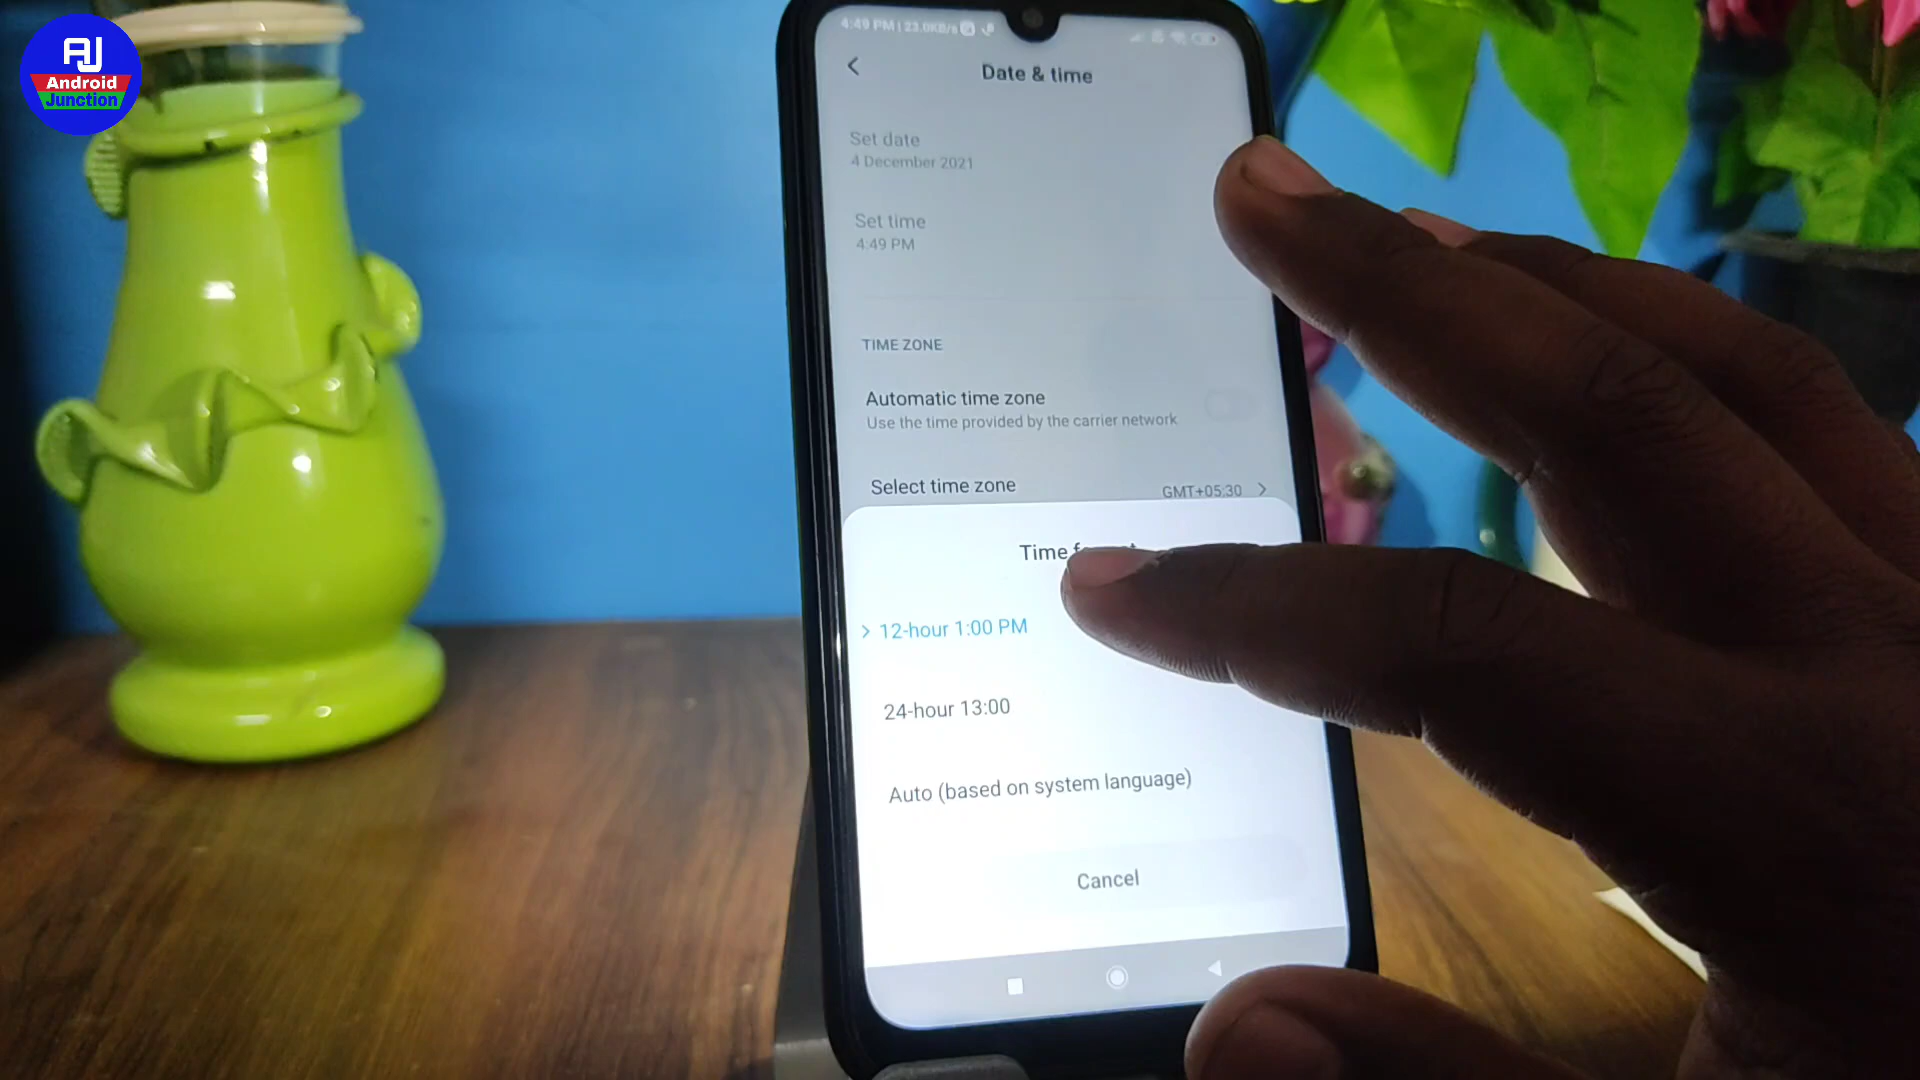 AJ
Android
Junction
4:49 PM | 23.0KB/s
Date & time
Set date
4 December 2021
Set time
4:49 PM
TIME ZONE
Automatic time zone
Use the time provided by the carrier network
Select time zone
GMT+05:30
Time
12-hour 1:00 PM
24-hour 13:00
Auto (based on system language)
Cancel